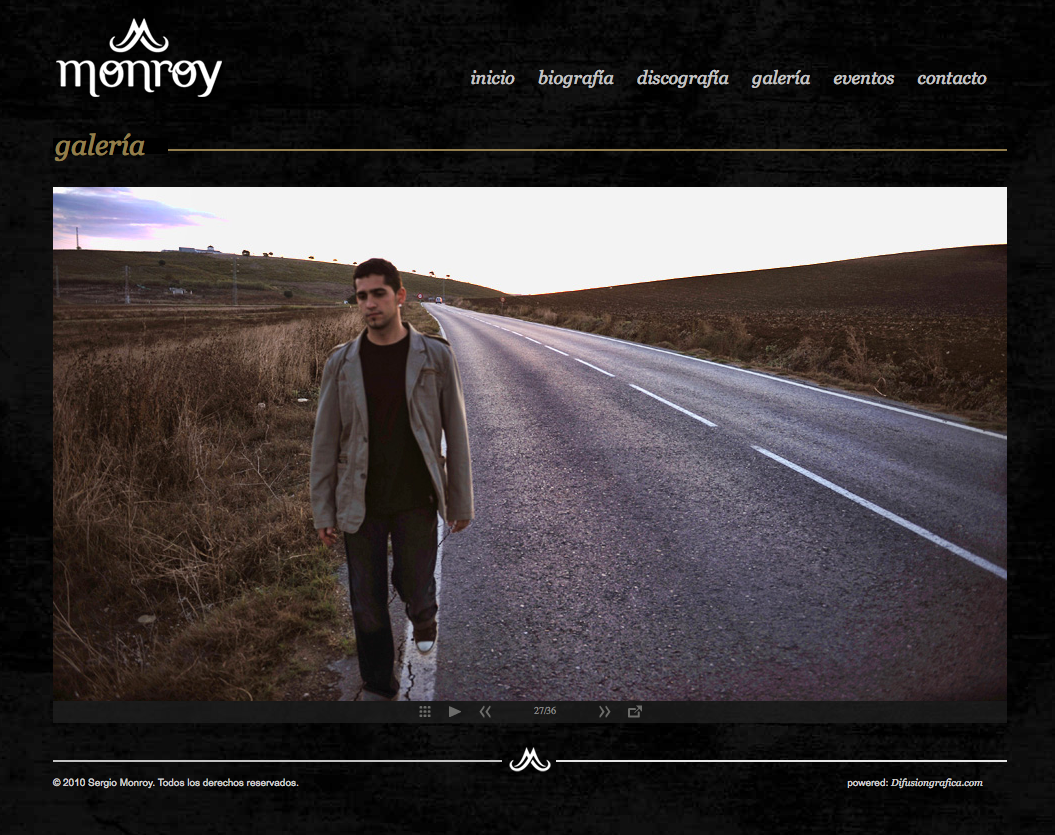 monroy
inicio biografía discografía galería eventos contacto
galería
27/36
© 2010 Sergio Monroy. Todos los derechos reservados.
powered: Difusiongrafica.com